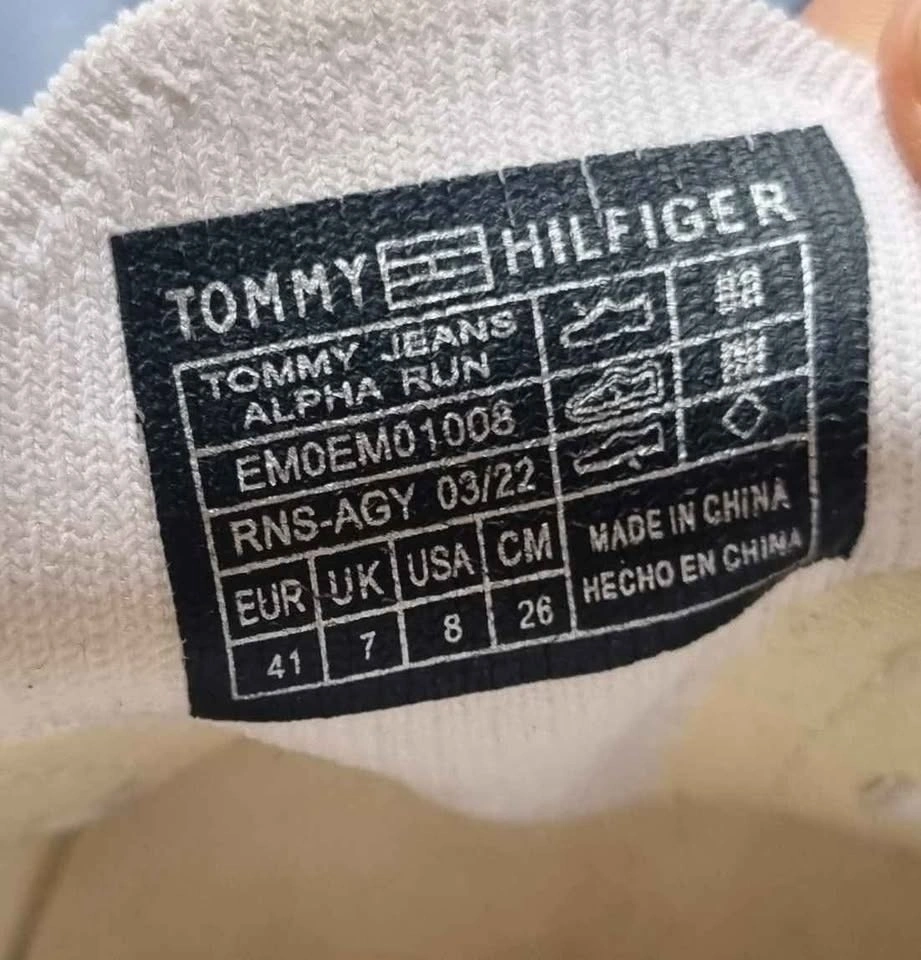 TOMMY HILFIGER
TOMMY JEANS
ALPHA RUN
EM0EM01008
RNS-AGY 03/22
EUR UK USA CM
41 7 8 26
MADE IN CHINA
HECHO EN CHINA